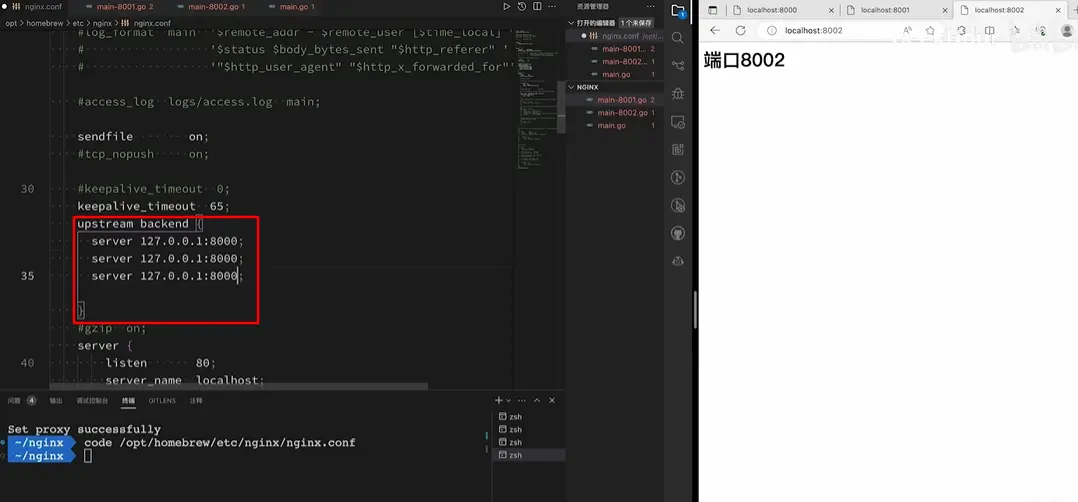 nginx.conf
main-8001.go 2
main-8002.go 1
main.go 1
opt > homebrew > etc > nginx > nginx.conf
#log_format main '$remote_addr - $remote_user [$time_local]
# '$status $body_bytes_sent "$http_referer" '
# '"$http_user_agent" "$http_x_forwarded_for"'
#access_log logs/access.log main;
sendfile on;
#tcp_nopush on;
30 #keepalive_timeout 0;
keepalive_timeout 65;
upstream backend {
server 127.0.0.1:8000;
server 127.0.0.1:8000;
35 server 127.0.0.1:8000;
}
#gzip on;
server {
40 listen 80;
server_name localhost;
资源管理器
打开的编辑器 1个未保存
nginx.conf /opt/...
main-8001... 2
main-8002... 1
main.go 1
NGINX
main-8001.go 2
main-8002.go 1
main.go 1
问题 4 输出 调试控制台 终端 GITLENS 注释
Set proxy successfully
~/nginx code /opt/homebrew/etc/nginx/nginx.conf
~/nginx
zsh
zsh
zsh
zsh
1
localhost:8000
localhost:8001
localhost:8002
localhost:8002
端口8002